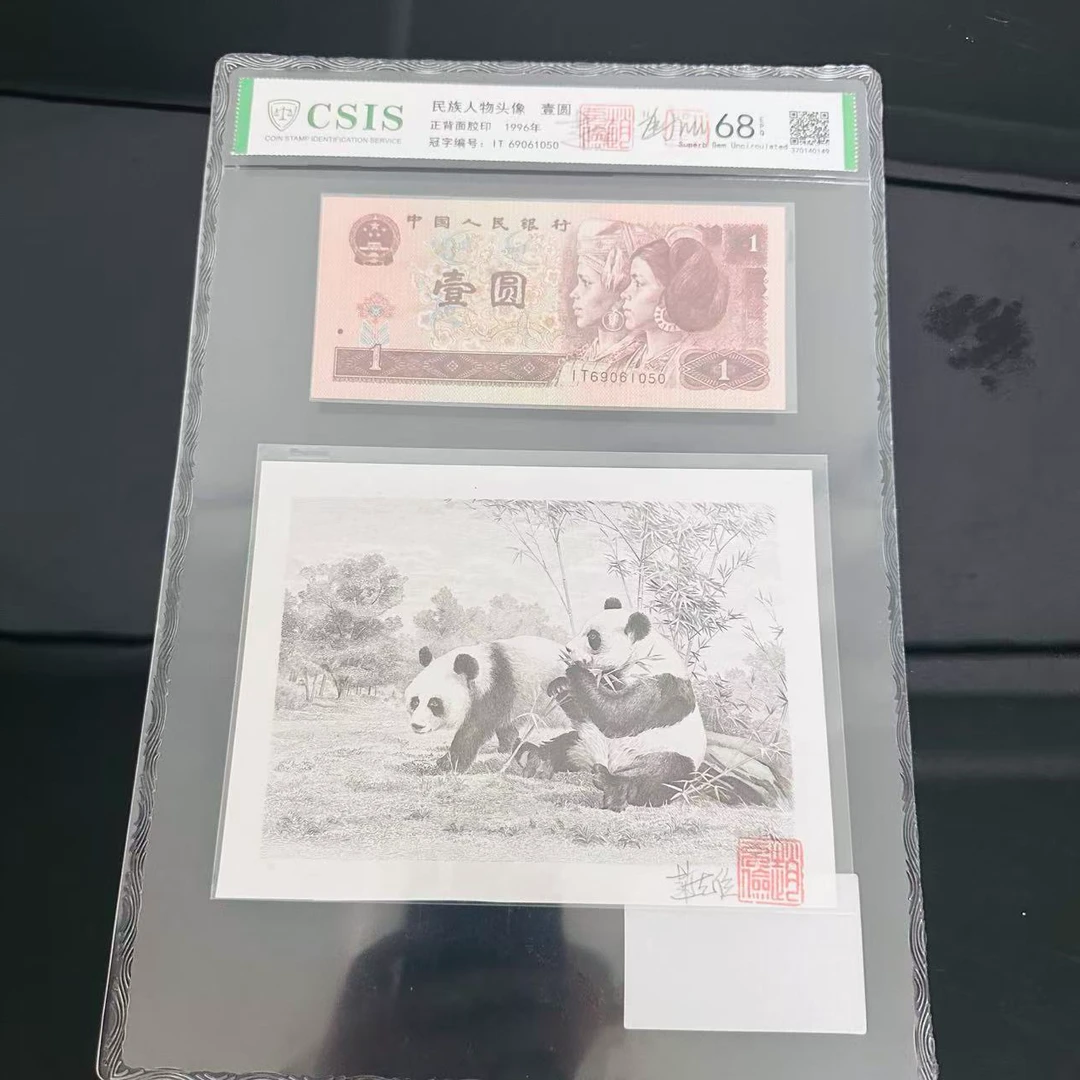 CSIS
COIN STAMP IDENTIFICATION SERVICE
民族人物头像 壹圆
正背面胶印 1996年
冠字编号: IT 69061050
68 EPQ
Superb Gem Uncirculated
370140149
中国人民银行
1
壹圆
1
IT69061050
1